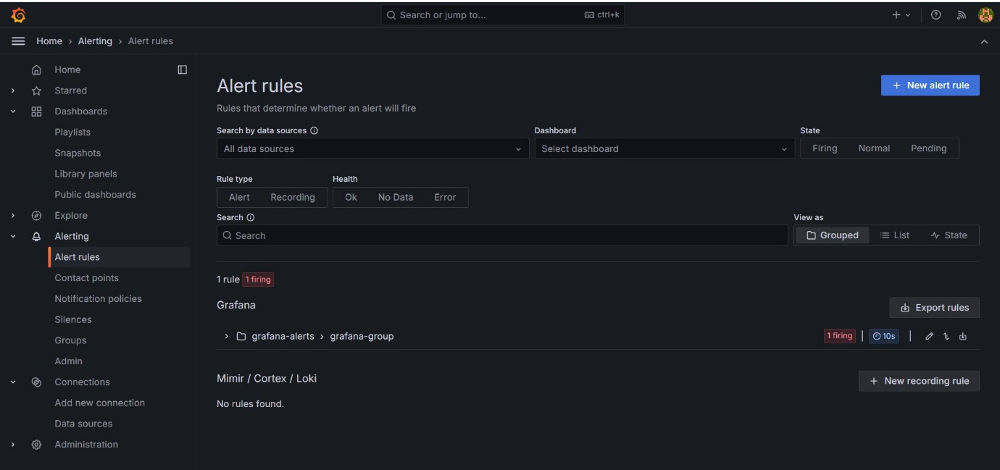 Search or jump to... ctrl+k
Home › Alerting › Alert rules
Home
Starred
Dashboards
Playlists
Snapshots
Library panels
Public dashboards
Explore
Alerting
Alert rules
Contact points
Notification policies
Silences
Groups
Admin
Connections
Add new connection
Data sources
Administration
Alert rules
+ New alert rule
Rules that determine whether an alert will fire
Search by data sources Dashboard State
All data sources Select dashboard Firing Normal Pending
Rule type Health
Alert Recording Ok No Data Error
Search View as
Search Grouped List State
1 rule 1 firing
Grafana Export rules
grafana-alerts › grafana-group 1 firing | 10s |
Mimir / Cortex / Loki + New recording rule
No rules found.